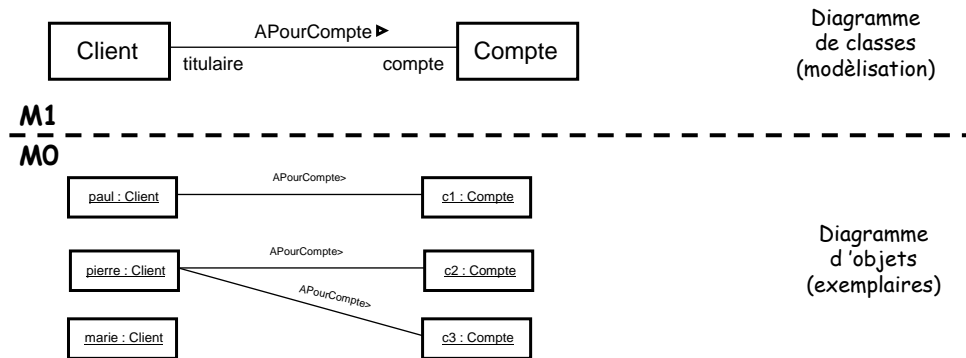 Client
APourCompte
titulaire
compte
Compte
Diagramme
de classes
(modèlisation)
M1
M0
paul : Client
APourCompte>
c1 : Compte
pierre : Client
APourCompte>
c2 : Compte
APourCompte>
marie : Client
c3 : Compte
Diagramme
d 'objets
(exemplaires)